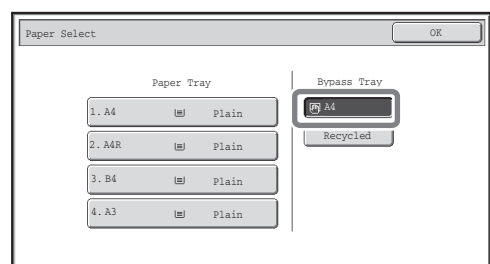 Paper Select
OK
Paper Tray
Bypass Tray
1. A4 Plain
A4
2. A4R Plain
Recycled
3. B4 Plain
4. A3 Plain